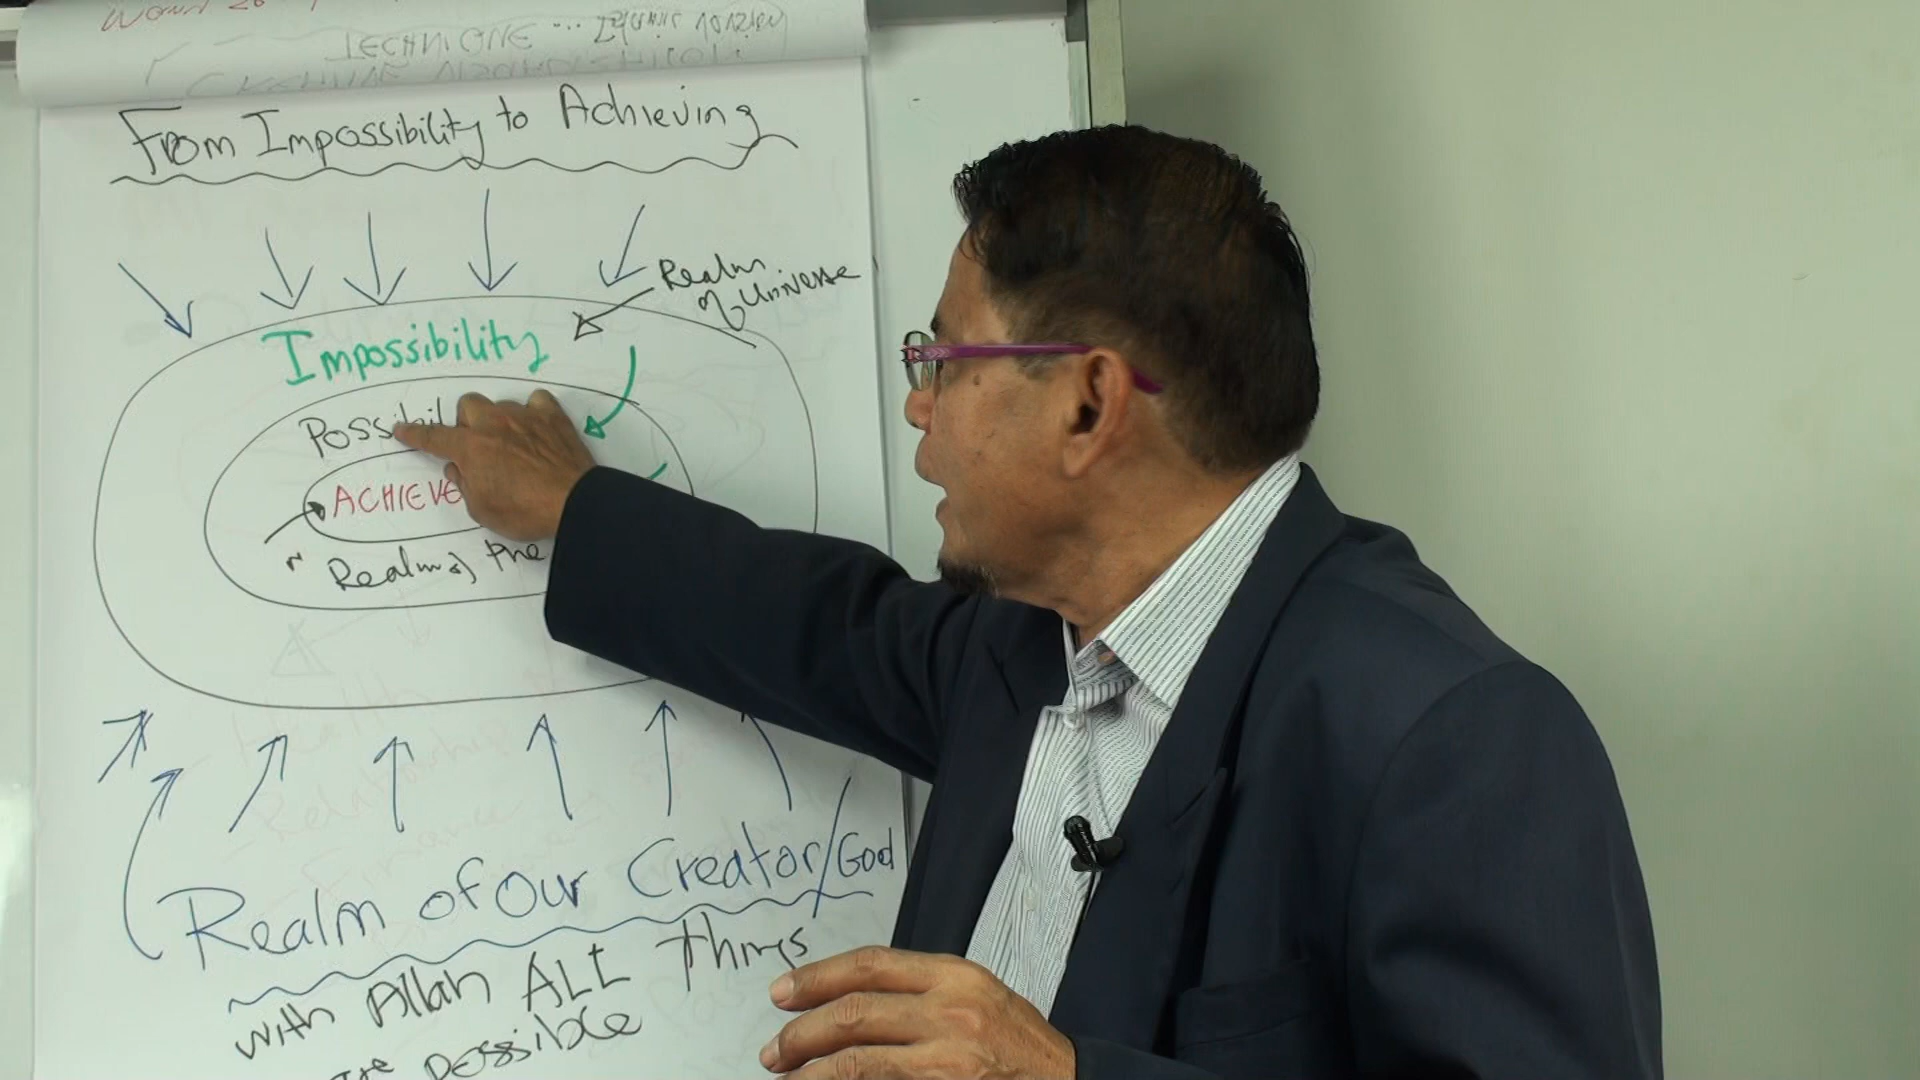 From Impossibility to Achieving
Realm
of Universe
Impossibility
Possibil
ACHIEVE
Realm of the
Realm of Our Creator/God
with Allah ALL Things
are possible